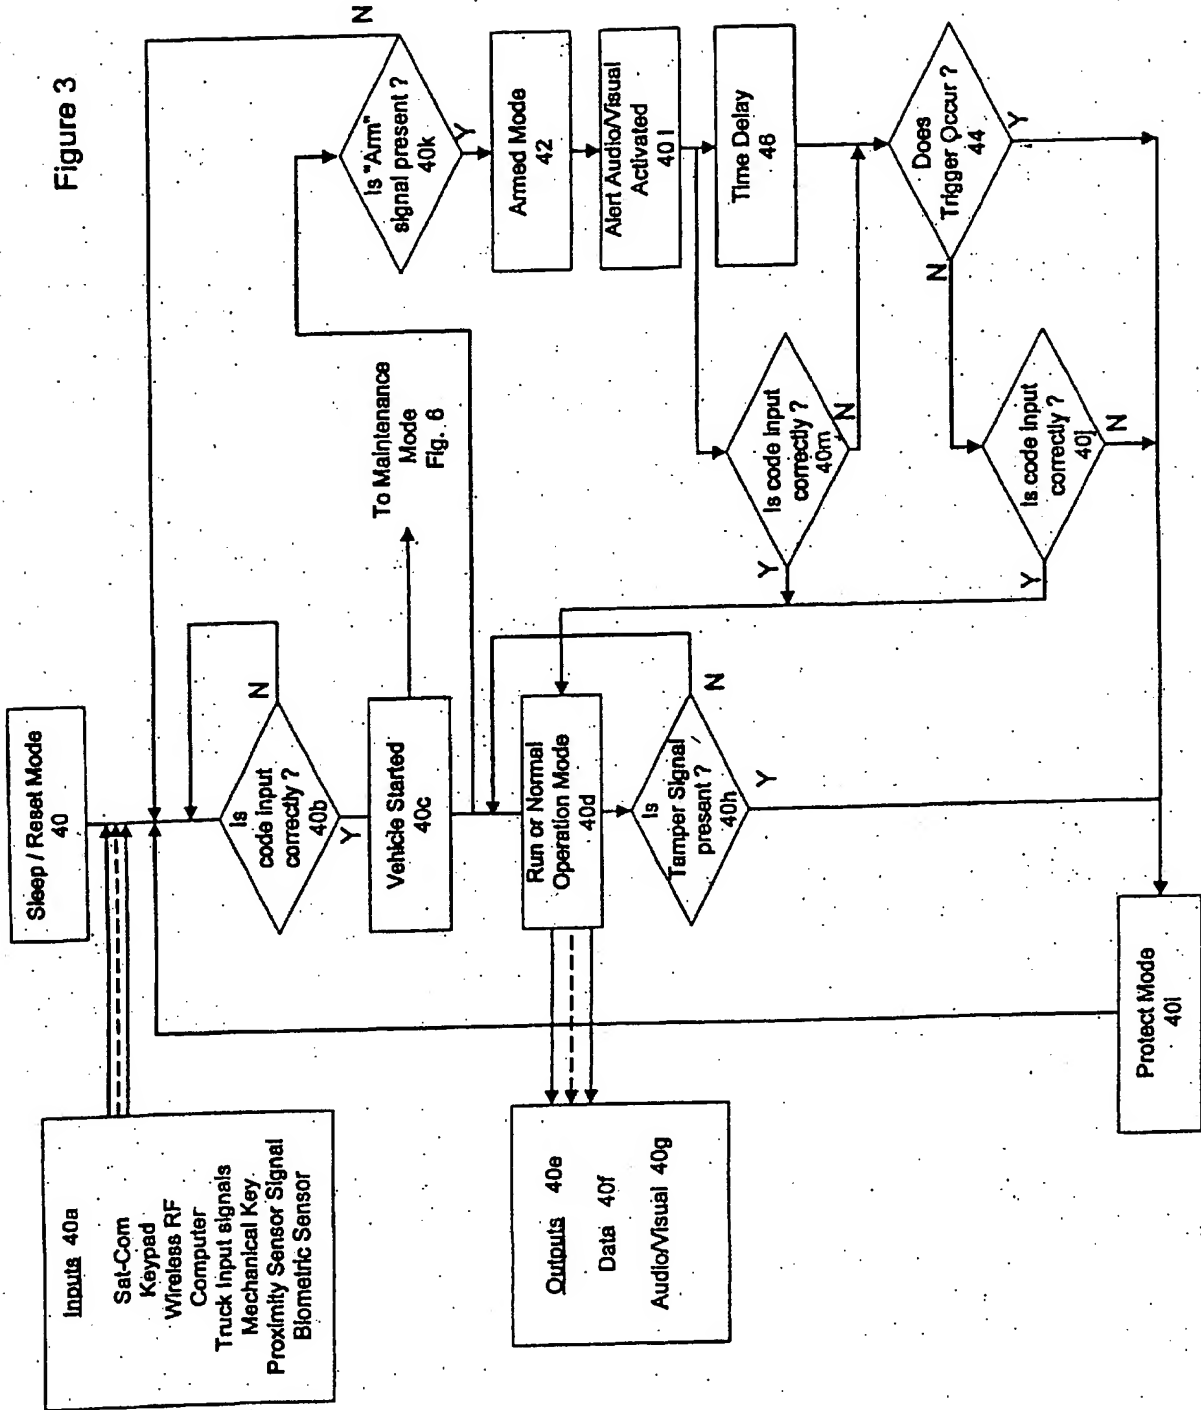 Figure 3
Sleep / Reset Mode
40
Inputs 40a
Sat-Com
Keypad
Wireless RF
Computer
Truck Input signals
Mechanical Key
Proximity Sensor Signal
Biometric Sensor
Is
code input
correctly ?
40b
N
Y
Vehicle Started
40c
To Maintenance
Mode
Fig. 6
Run or Normal
Operation Mode
40d
Outputs 40e
Data 40f
Audio/Visual 40g
Is
Tamper Signal
present ?
40h
N
Y
Protect Mode
40i
Is "Arm"
signal present ?
40k
N
Y
Armed Mode
42
Alert Audio/Visual
Activated
40 l
Time Delay
46
Is code input
correctly ?
40m
N
Y
Does
Trigger Occur ?
44
N
Y
Is code input
correctly ?
40j
N
Y